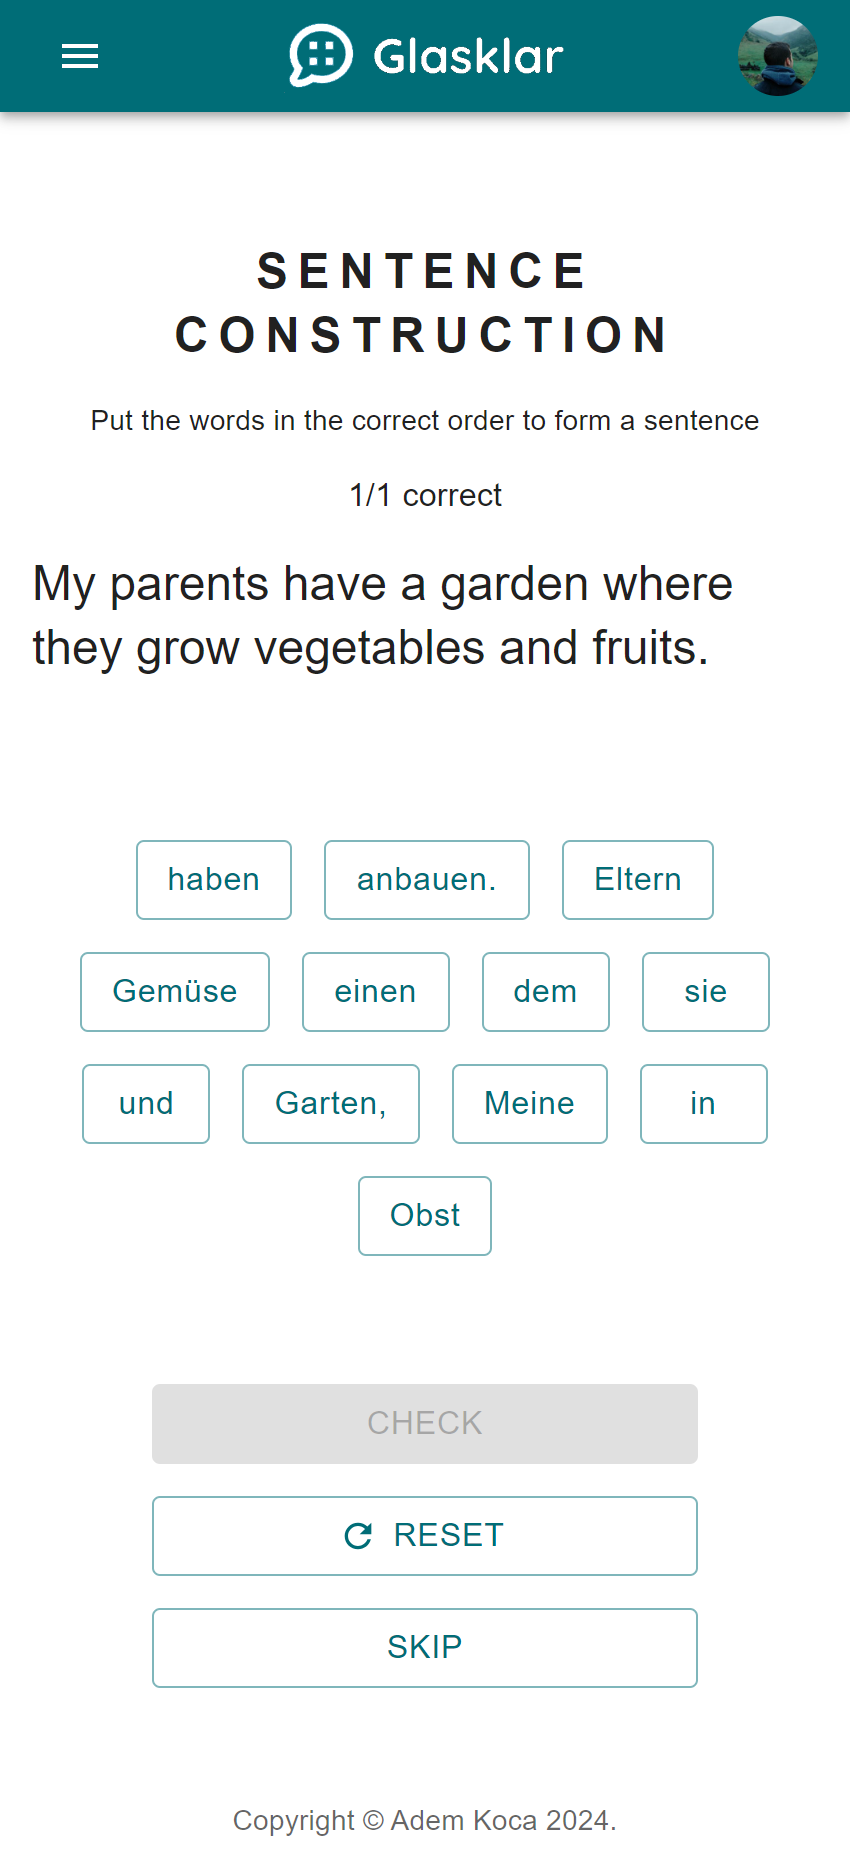 Glasklar
SENTENCE
CONSTRUCTION
Put the words in the correct order to form a sentence
1/1 correct
My parents have a garden where
they grow vegetables and fruits.
haben anbauen. Eltern
Gemüse einen dem sie
und Garten, Meine in
Obst
CHECK
RESET
SKIP
Copyright © Adem Koca 2024.